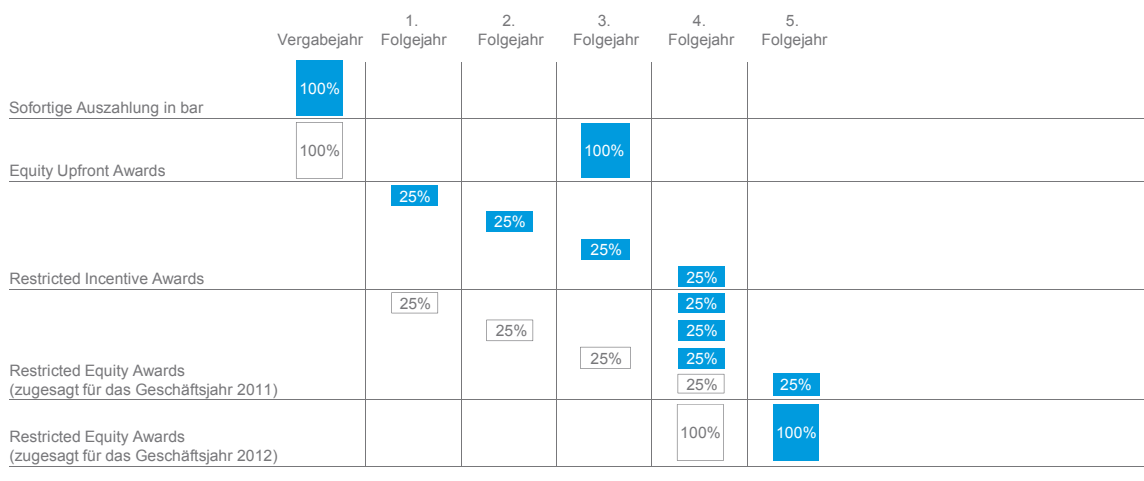 1. 2. 3. 4. 5.
Vergabejahr Folgejahr Folgejahr Folgejahr Folgejahr Folgejahr
100%
Sofortige Auszahlung in bar
100% 100%
Equity Upfront Awards
25%
25%
25%
Restricted Incentive Awards 25%
25% 25%
25% 25%
25% 25%
Restricted Equity Awards
(zugesagt für das Geschäftsjahr 2011) 25% 25%
100% 100%
Restricted Equity Awards
(zugesagt für das Geschäftsjahr 2012)